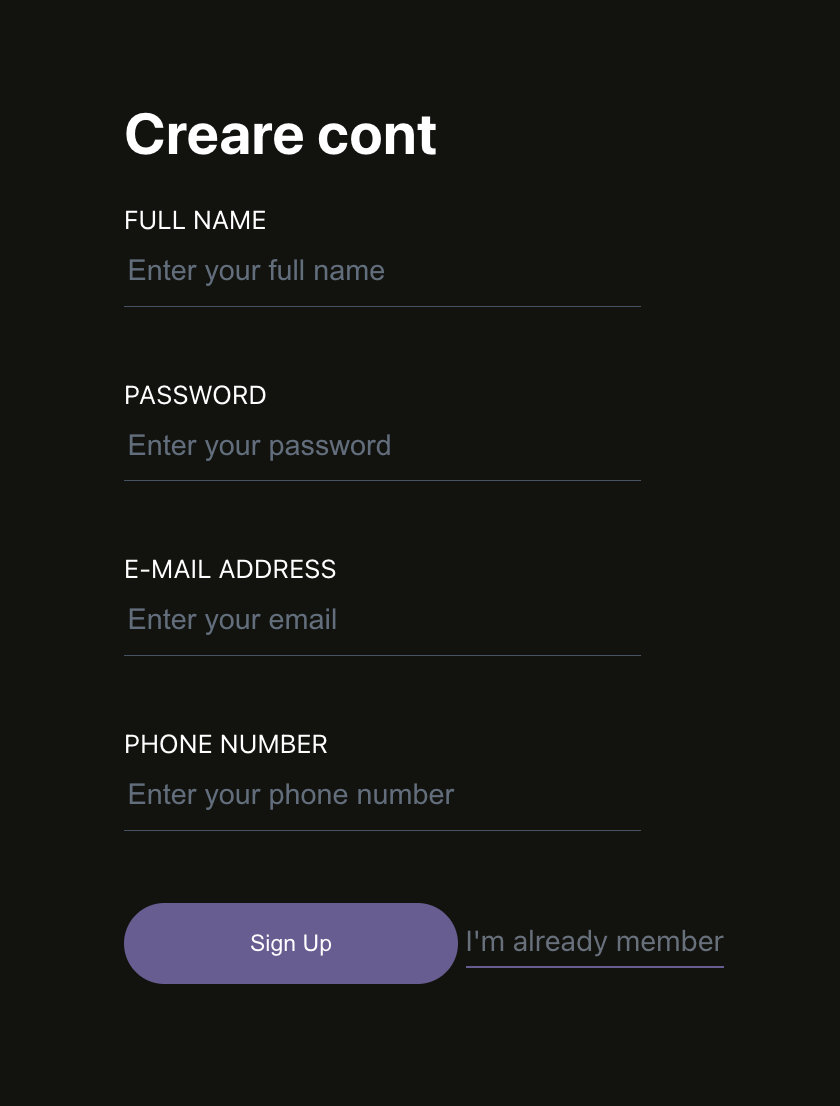 Creare cont
FULL NAME
Enter your full name
PASSWORD
Enter your password
E-MAIL ADDRESS
Enter your email
PHONE NUMBER
Enter your phone number
Sign Up I'm already member